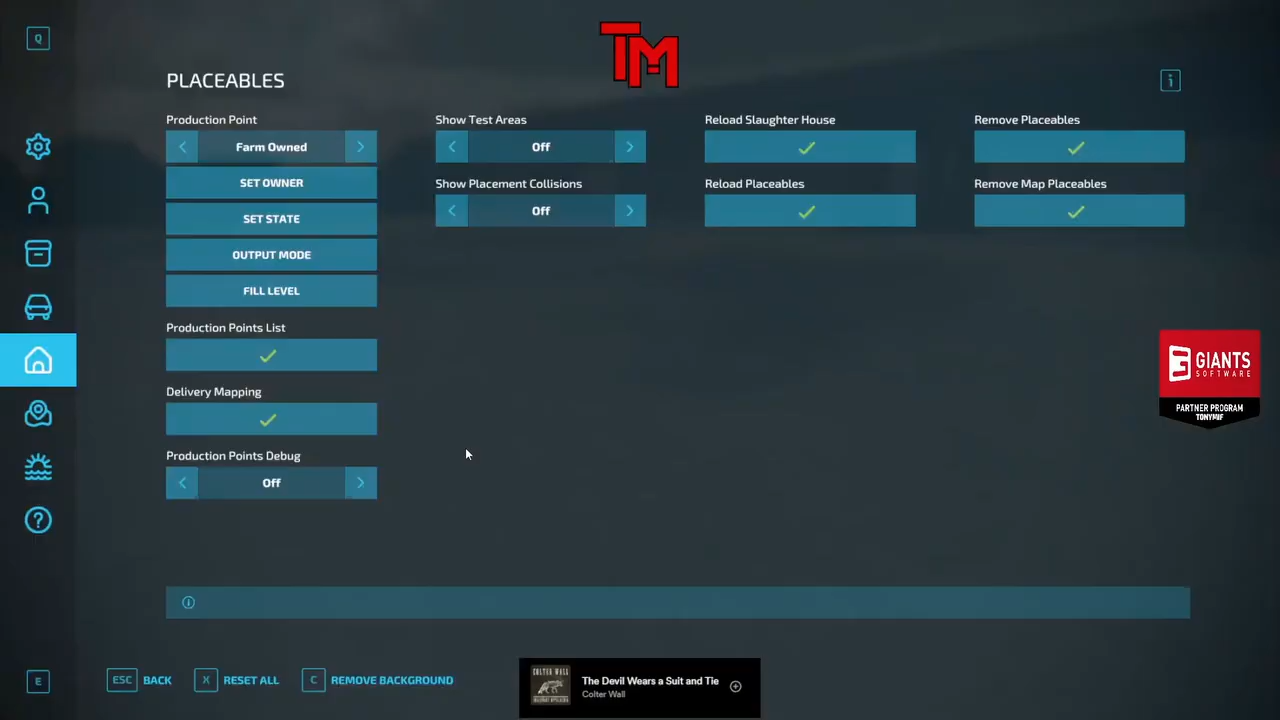 Q
TM
PLACEABLES
i
Production Point
Farm Owned
SET OWNER
SET STATE
OUTPUT MODE
FILL LEVEL
Production Points List
Delivery Mapping
Production Points Debug
Off
Show Test Areas
Off
Show Placement Collisions
Off
Reload Slaughter House
Reload Placeables
Remove Placeables
Remove Map Placeables
GIANTS
SOFTWARE
PARTNER PROGRAM
TONYMIF
?
i
E
ESC BACK X RESET ALL C REMOVE BACKGROUND
COLTER WALL
The Devil Wears a Suit and Tie
Colter Wall